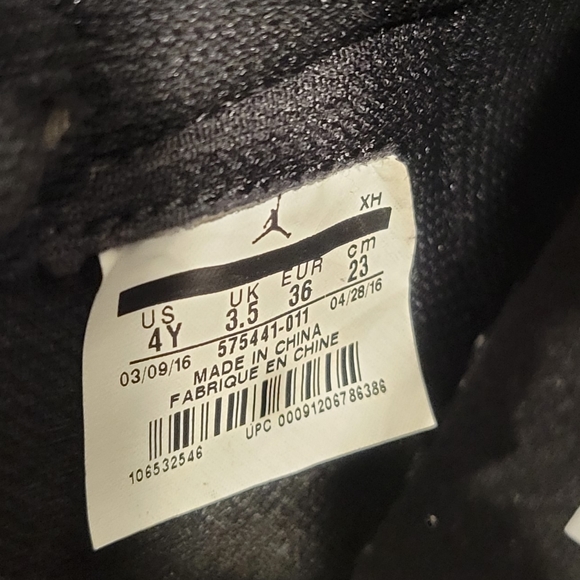 XH
US UK EUR cm
4Y 3.5 36 23
03/09/16 575441-011 04/28/16
MADE IN CHINA
FABRIQUE EN CHINE
106532546 UPC 00091206786386